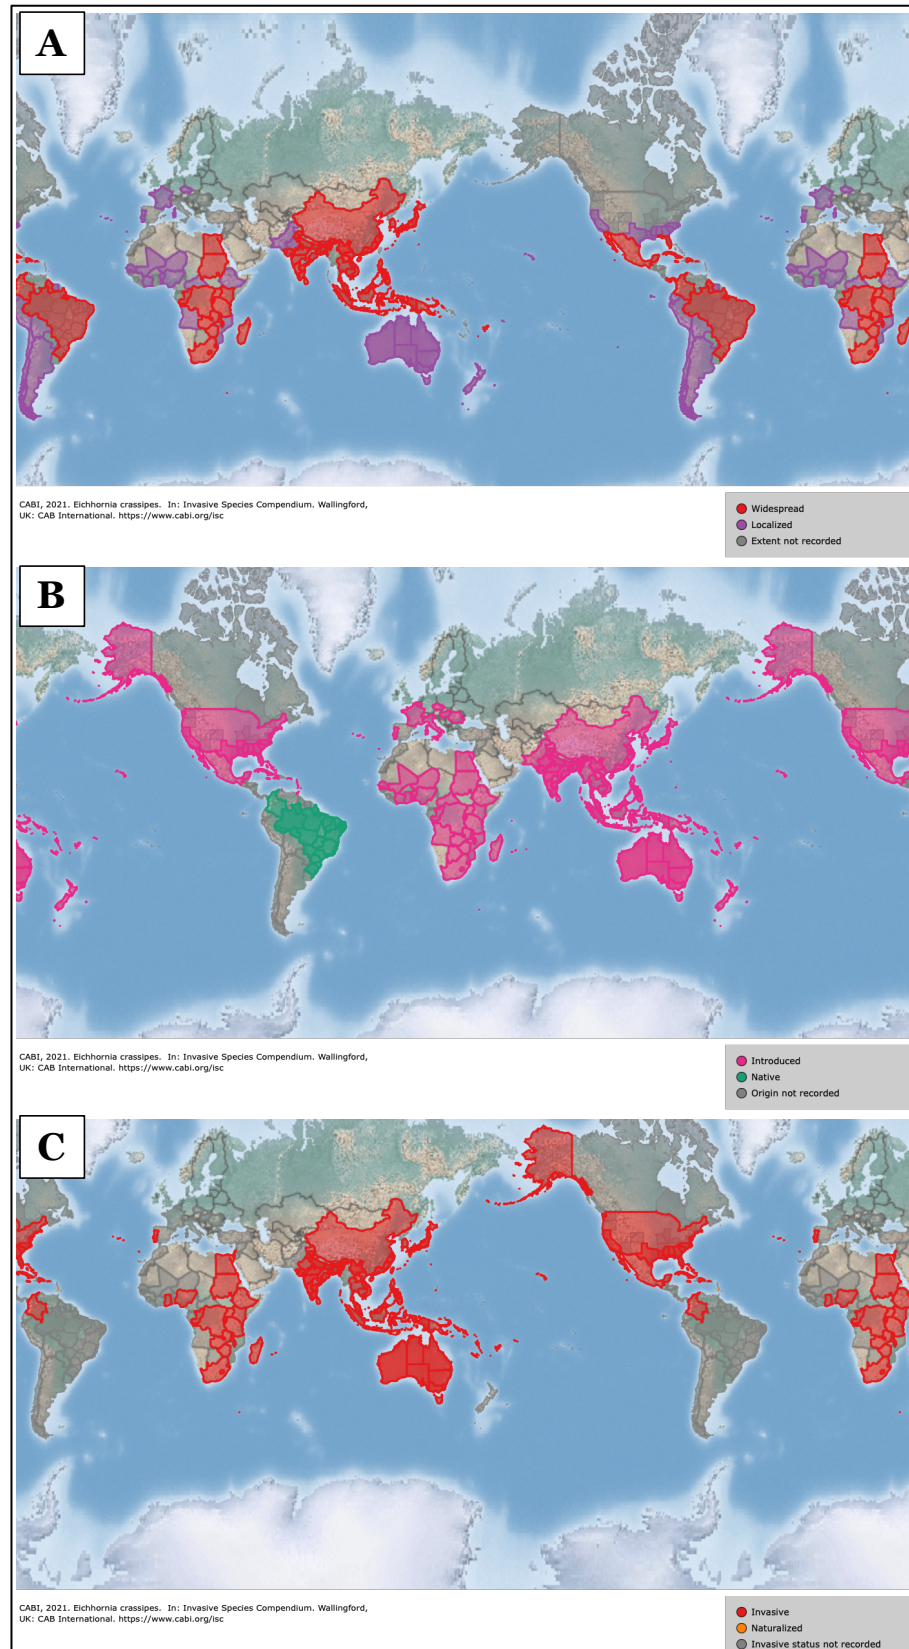 A
CABI, 2021. Eichhornia crassipes. In: Invasive Species Compendium. Wallingford,
UK: CAB International. https://www.cabi.org/isc
Widespread
Localized
Extent not recorded
B
CABI, 2021. Eichhornia crassipes. In: Invasive Species Compendium. Wallingford,
UK: CAB International. https://www.cabi.org/isc
Introduced
Native
Origin not recorded
C
CABI, 2021. Eichhornia crassipes. In: Invasive Species Compendium. Wallingford,
UK: CAB International. https://www.cabi.org/isc
Invasive
Naturalized
Invasive status not recorded